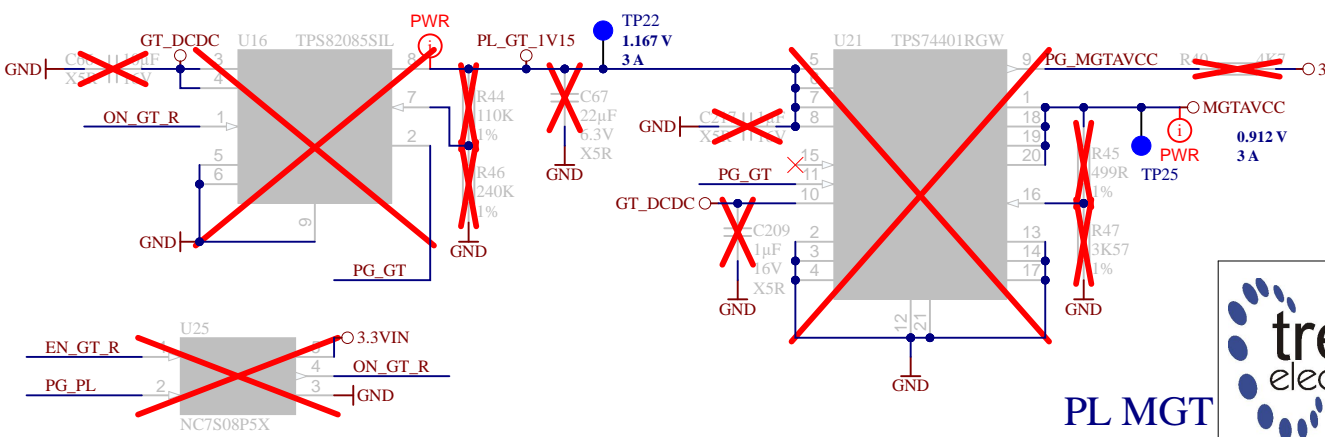 PWR
TP22
1.167 V
3 A
GT_DCDC
U16
TPS82085SIL
PL_GT_1V15
U21
TPS74401RGW
GND
X5R
3
4
8
R44
110K
1%
C67
22µF
6.3V
X5R
5
7
8
9
PG_MGTAVCC
4K7
3
ON_GT_R
1
7
2
GND
X5R
1
18
19
20
MGTAVCC
PWR
0.912 V
3 A
TP25
5
6
R46
240K
1%
GND
15
11
10
PG_GT
GT_DCDC
R45
499R
1%
16
GND
9
GND
PG_GT
C209
1µF
16V
X5R
GND
2
3
4
13
14
17
R47
3K57
1%
GND
12
21
GND
U25
EN_GT_R
PG_PL
2
3.3VIN
4
ON_GT_R
3
GND
NC7S08P5X
PL MGT
tre
elec